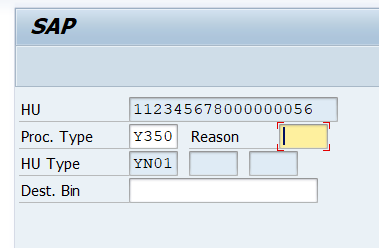 SAP
HU 112345678000000056
Proc. Type Y350 Reason
HU Type YN01
Dest. Bin